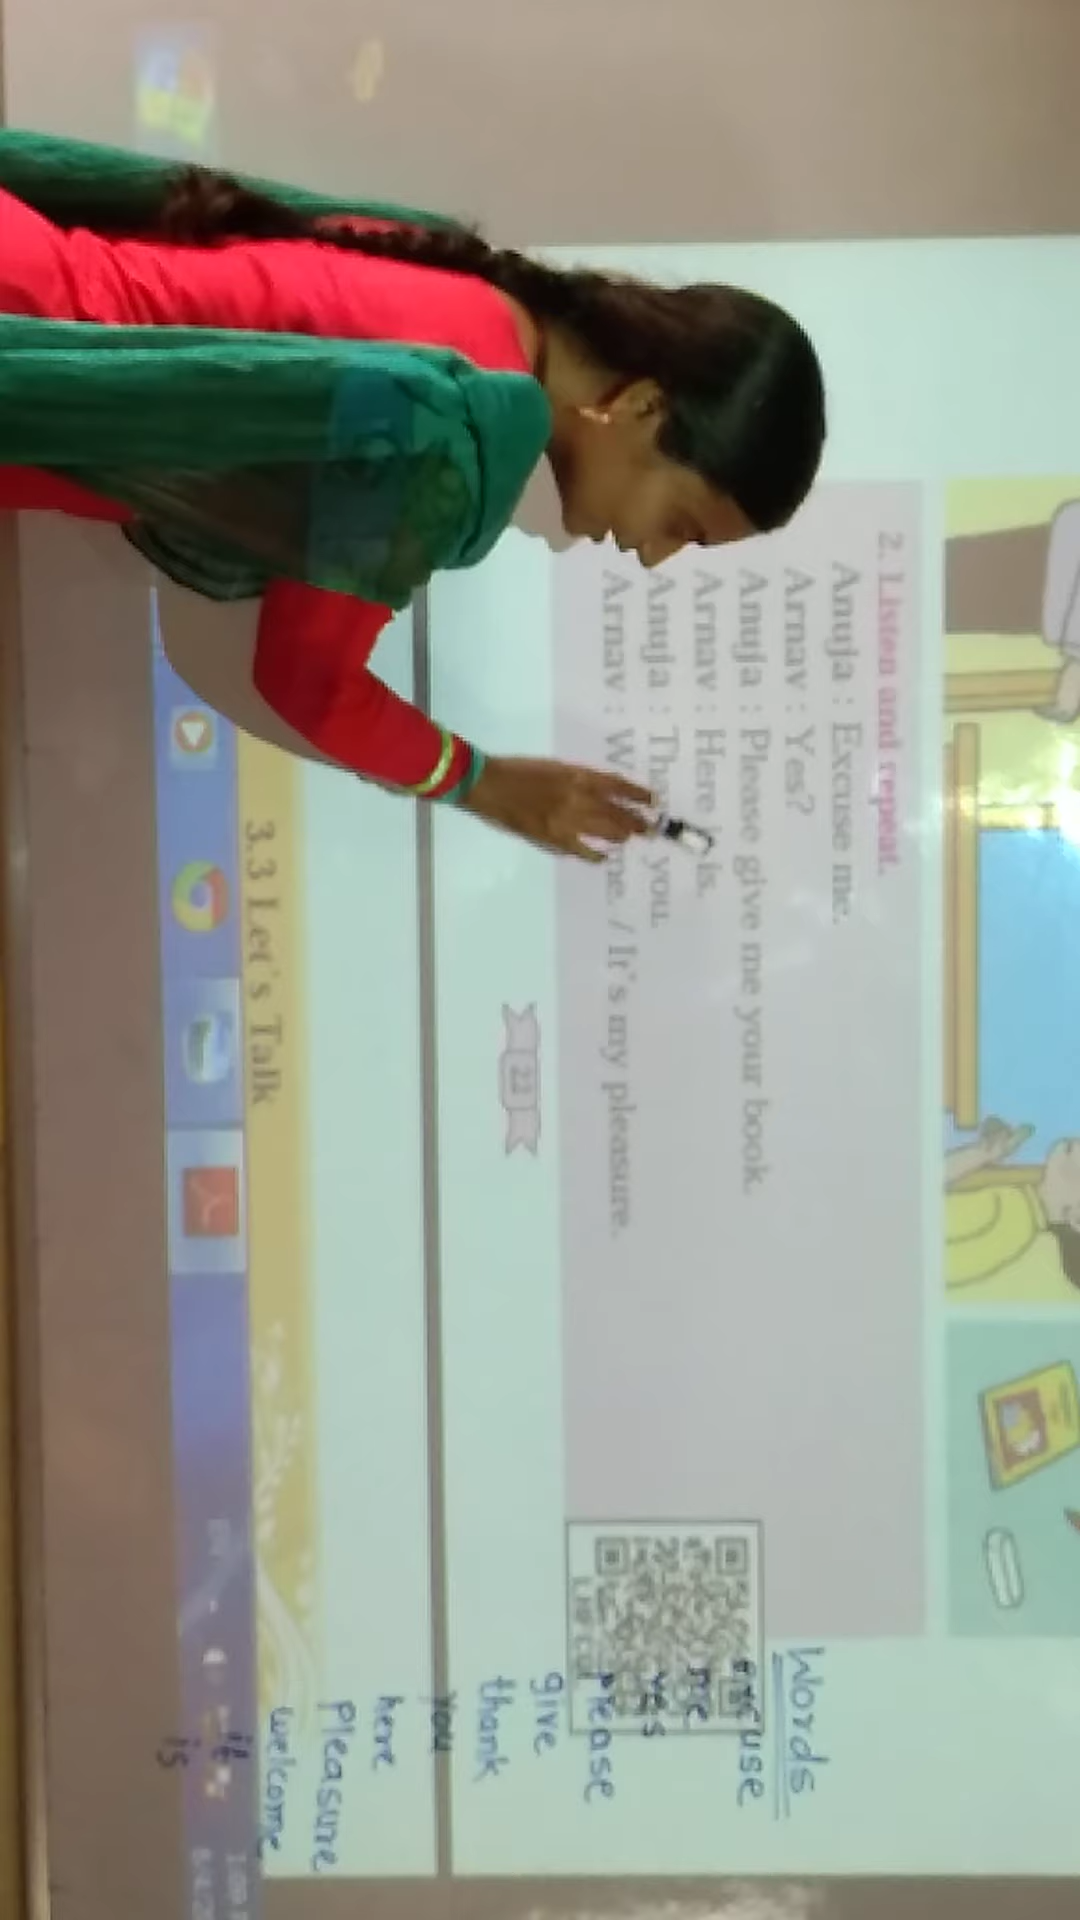 2. Listen and repeat.
Anuja : Excuse me.
Arnav : Yes?
Anuja : Please give me your book.
Arnav : Here is.
Anuja : you.
Arnav : / It's my pleasure.
22
3.3 Let's Talk
Words
excuse
me
yes
please
give
thank
you
here
Pleasure
welcome
it
is